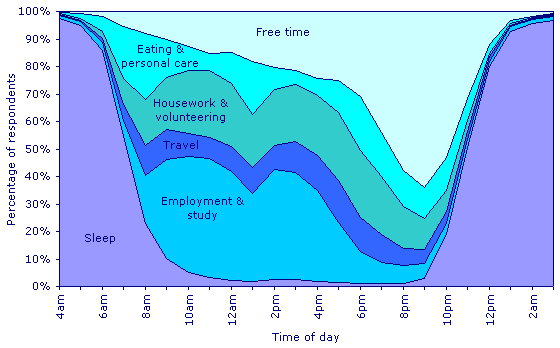 100%
90%
80%
70%
60%
50%
40%
30%
20%
10%
0%
Percentage of respondents
Free time
Eating &
personal care
Housework &
volunteering
Travel
Employment &
study
Sleep
4am
6am
8am
10am
12am
2pm
4pm
6pm
8pm
10pm
12pm
2am
Time of day